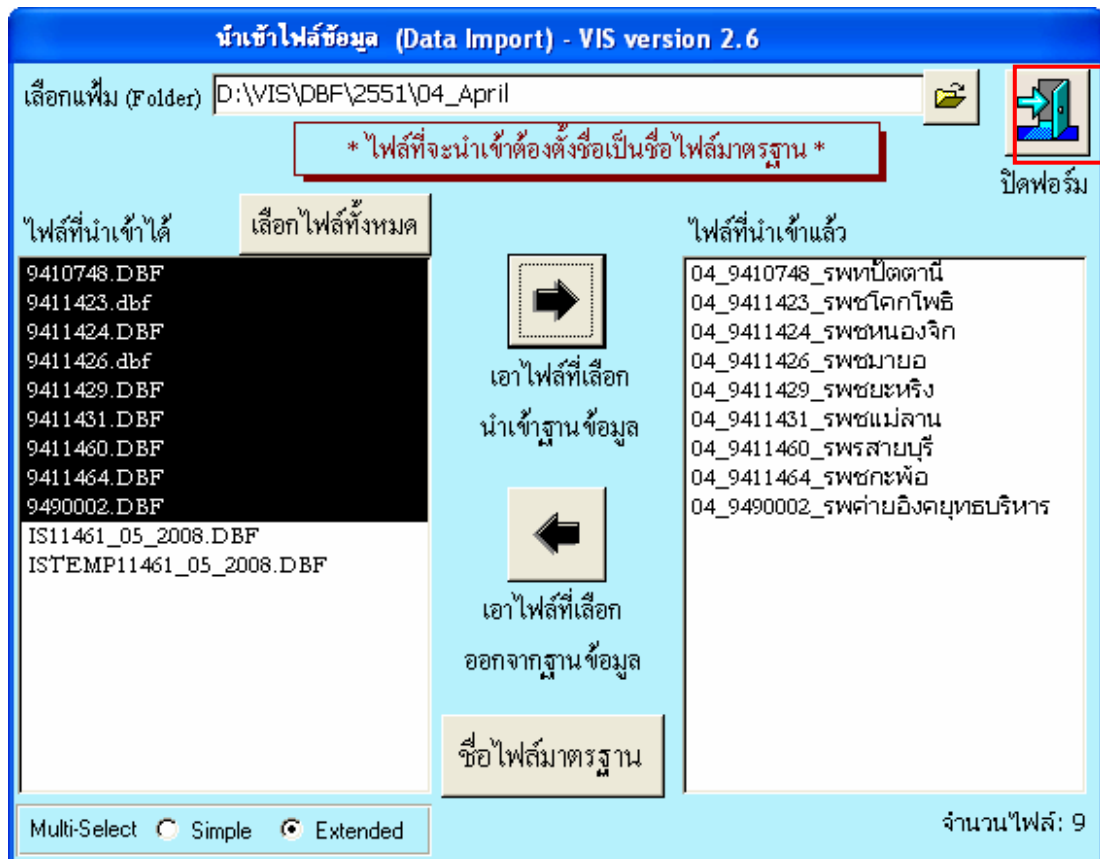 นำเข้าไฟล์ข้อมูล (Data Import) - VIS version 2.6
เลือกแฟ้ม (Folder) D:\VIS\DBF\2551\04_April
* ไฟล์ที่จะนำเข้าต้องตั้งชื่อเป็นชื่อไฟล์มาตรฐาน *
ปิดฟอร์ม
ไฟล์ที่นำเข้าได้
เลือกไฟล์ทั้งหมด
9410748.DBF
9411423.dbf
9411424.DBF
9411426.dbf
9411429.DBF
9411431.DBF
9411460.DBF
9411464.DBF
9490002.DBF
IS11461_05_2008.DBF
ISTEMP11461_05_2008.DBF
Multi-Select Simple Extended
เอาไฟล์ที่เลือก
นำเข้าฐานข้อมูล
เอาไฟล์ที่เลือก
ออกจากฐานข้อมูล
ชื่อไฟล์มาตรฐาน
ไฟล์ที่นำเข้าแล้ว
04_9410748_รพทปัตตานี
04_9411423_รพชโคกโพธิ
04_9411424_รพชหนองจิก
04_9411426_รพชมายอ
04_9411429_รพชยะหริง
04_9411431_รพชแม่ลาน
04_9411460_รพรสายบุรี
04_9411464_รพชกะพ้อ
04_9490002_รพค่ายอิงคยุทธบริหาร
จำนวนไฟล์: 9